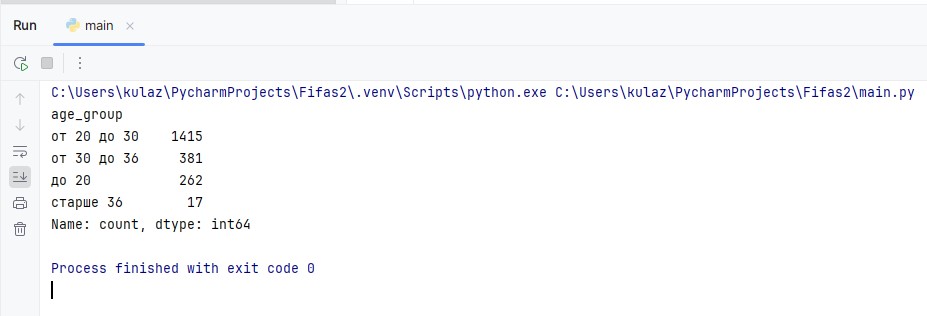 Run main
C:\Users\kulaz\PycharmProjects\Fifas2\.venv\Scripts\python.exe C:\Users\kulaz\PycharmProjects\Fifas2\main.py
age_group
от 20 до 30    1415
от 30 до 36     381
до 20           262
старше 36        17
Name: count, dtype: int64
Process finished with exit code 0